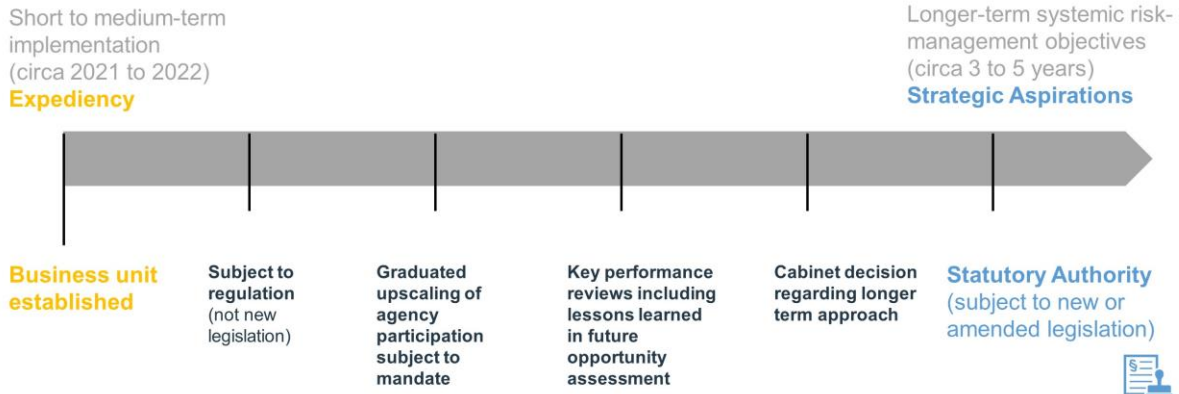 Short to medium-term
implementation
(circa 2021 to 2022)
Expediency
Longer-term systemic risk-
management objectives
(circa 3 to 5 years)
Strategic Aspirations
Business unit
established
Subject to
regulation
(not new
legislation)
Graduated
upscaling of
agency
participation
subject to
mandate
Key performance
reviews including
lessons learned
in future
opportunity
assessment
Cabinet decision
regarding longer
term approach
Statutory Authority
(subject to new or
amended legislation)
§